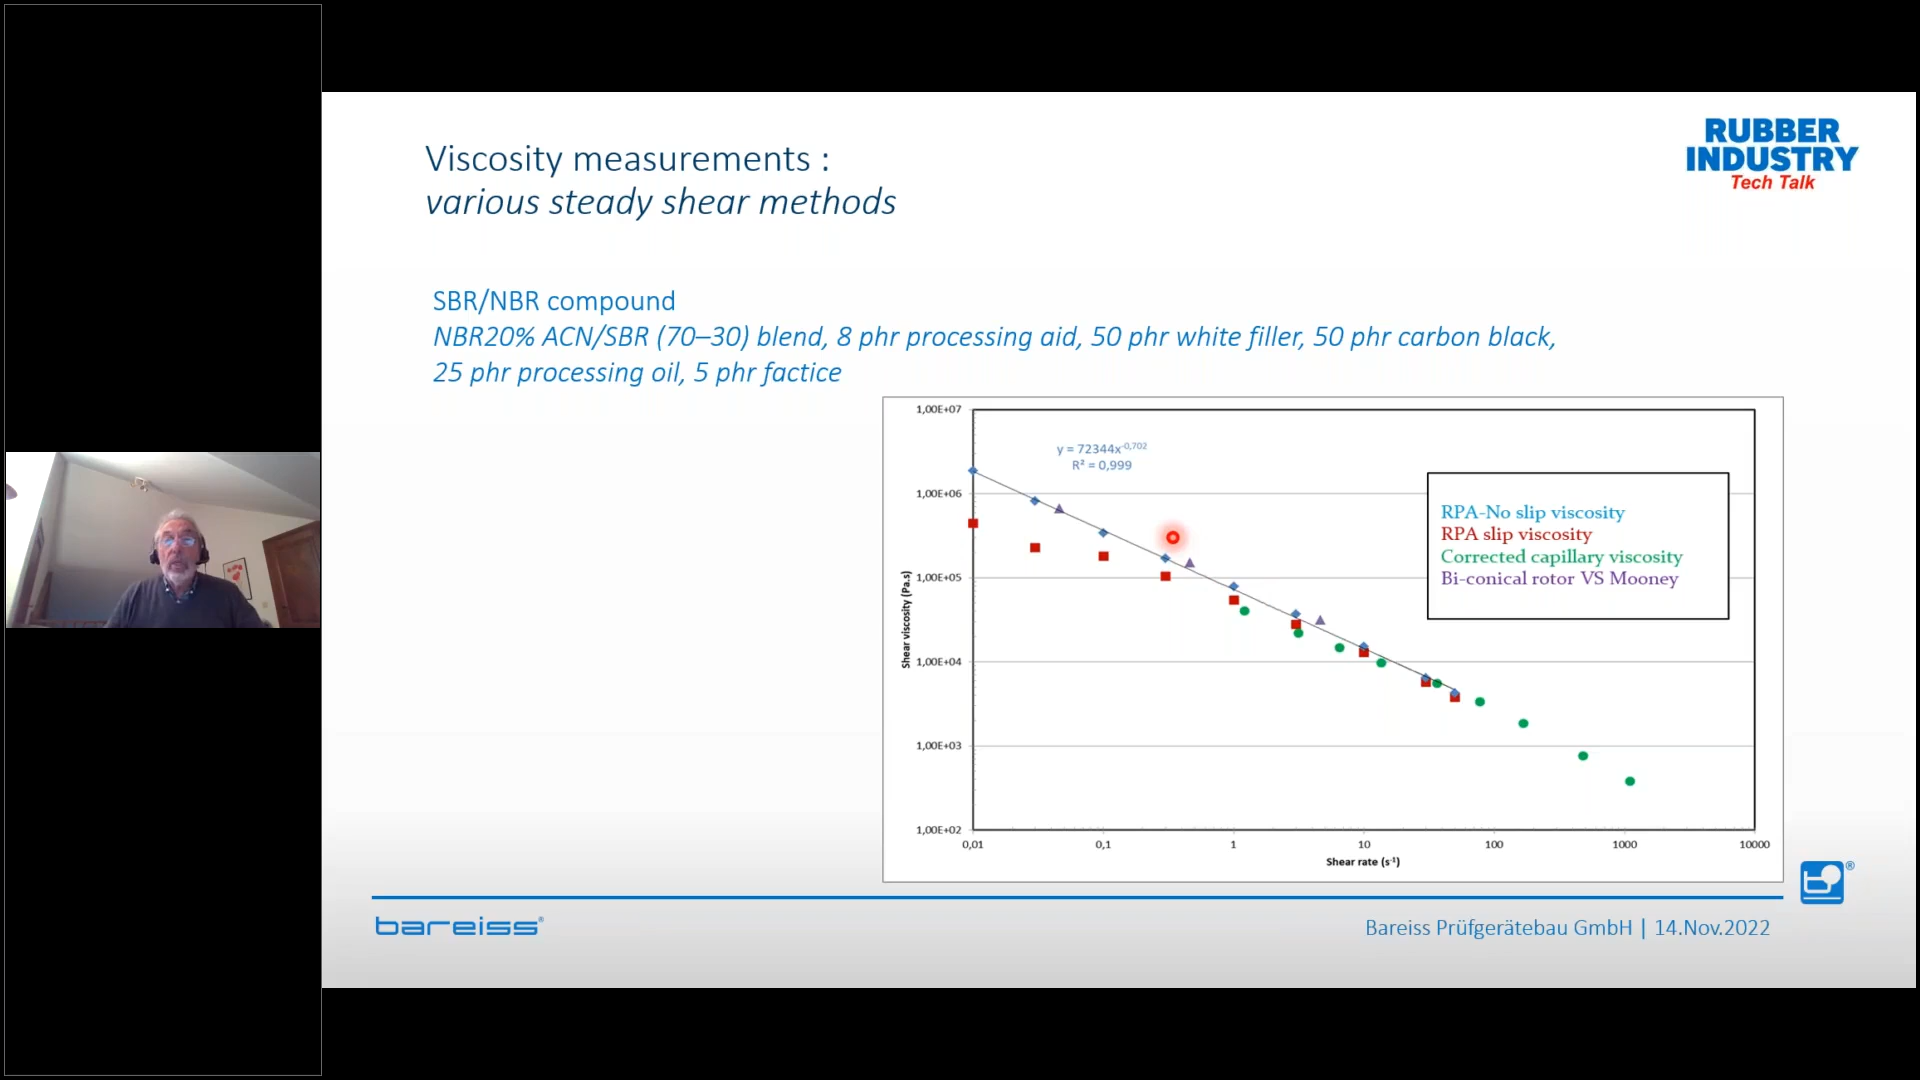 RUBBER
INDUSTRY
Tech Talk
Viscosity measurements :
various steady shear methods
SBR/NBR compound
NBR20% ACN/SBR (70–30) blend, 8 phr processing aid, 50 phr white filler, 50 phr carbon black,
25 phr processing oil, 5 phr factice
1,00E+07
1,00E+06
1,00E+05
1,00E+04
1,00E+03
1,00E+02
Shear viscosity (Pa.s)
y = 72344x^-0,702
R² = 0,999
RPA-No slip viscosity
RPA slip viscosity
Corrected capillary viscosity
Bi-conical rotor VS Mooney
0,01 0,1 1 10 100 1000 10000
Shear rate (s⁻¹)
bareiss®
Bareiss Prüfgerätebau GmbH | 14.Nov.2022
b ®